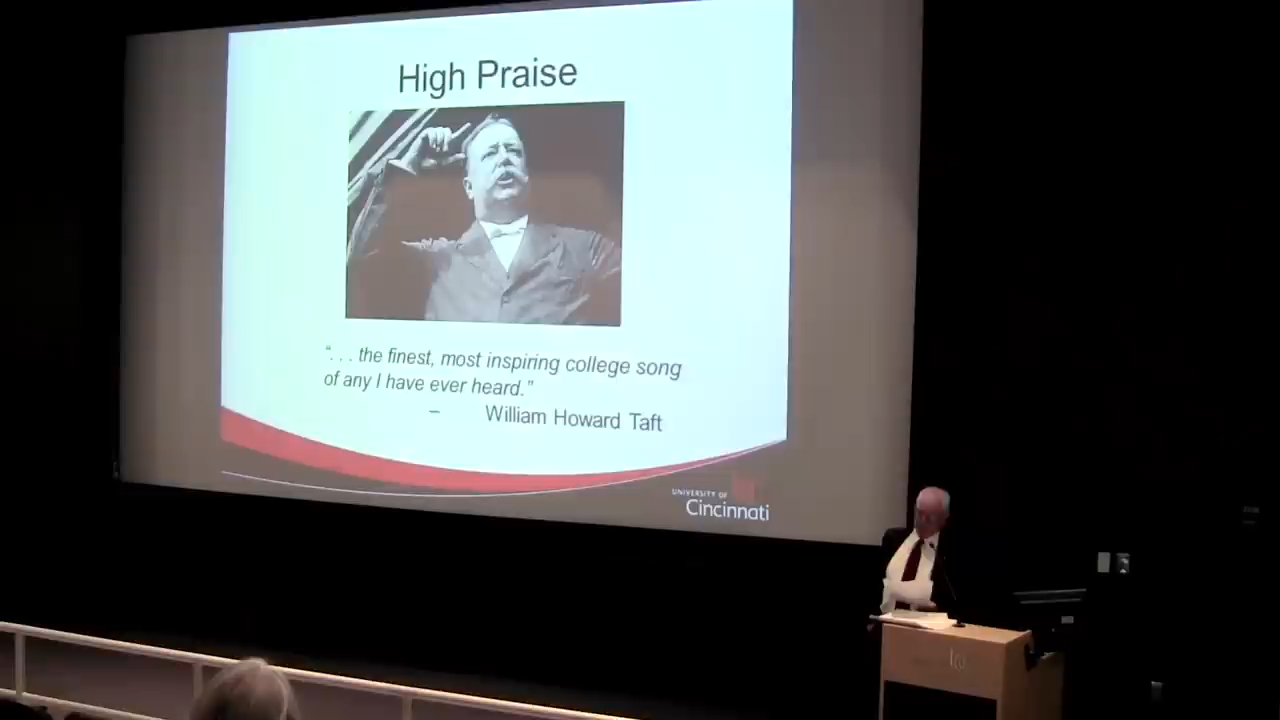 High Praise
“. . . the finest, most inspiring college song
of any I have ever heard.”
– William Howard Taft
UNIVERSITY OF
Cincinnati